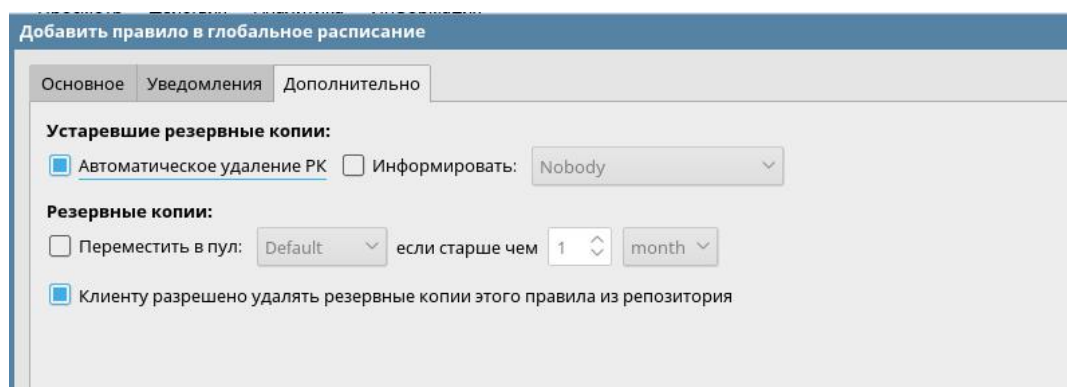 Добавить правило в глобальное расписание
Основное Уведомления Дополнительно
Устаревшие резервные копии:
Автоматическое удаление РК Информировать: Nobody
Резервные копии:
Переместить в пул: Default если старше чем 1 month
Клиенту разрешено удалять резервные копии этого правила из репозитория